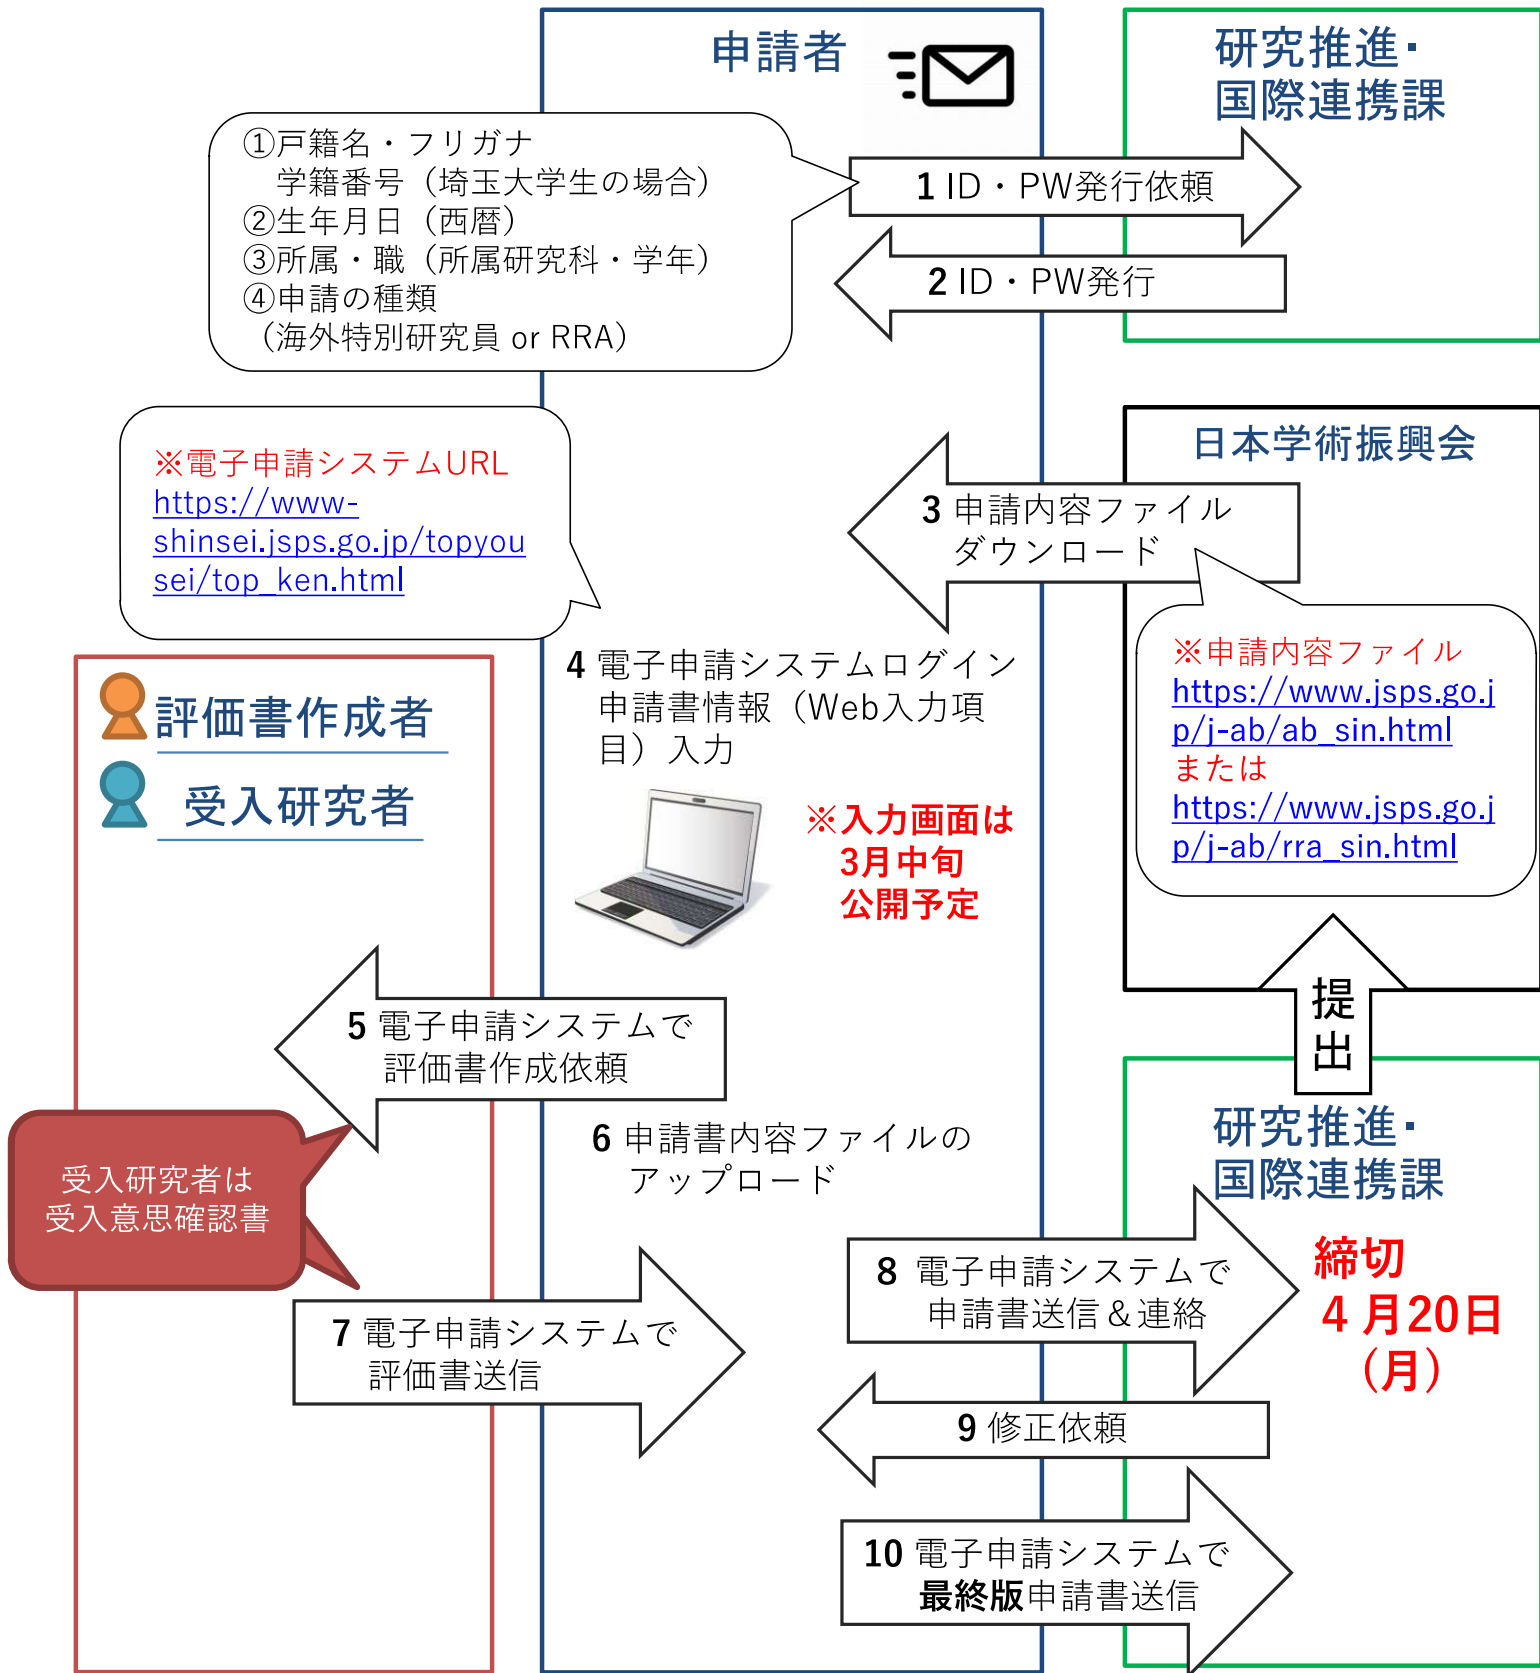 申請者
研究推進・
国際連携課
①戸籍名・フリガナ
学籍番号（埼玉大学生の場合）
②生年月日（西暦）
③所属・職（所属研究科・学年）
④申請の種類
（海外特別研究員 or RRA）
1 ID・PW発行依頼
2 ID・PW発行
※電子申請システムURL
https://www-
shinsei.jsps.go.jp/topyou
sei/top_ken.html
日本学術振興会
3 申請内容ファイル
ダウンロード
※申請内容ファイル
https://www.jsps.go.j
p/j-ab/ab_sin.html
または
https://www.jsps.go.j
p/j-ab/rra_sin.html
4 電子申請システムログイン
申請書情報（Web入力項
目）入力
※入力画面は
3月中旬
公開予定
評価書作成者
受入研究者
5 電子申請システムで
評価書作成依頼
提
出
6 申請書内容ファイルの
アップロード
受入研究者は
受入意思確認書
研究推進・
国際連携課
7 電子申請システムで
評価書送信
8 電子申請システムで
申請書送信＆連絡
締切
４月20日
（月）
9 修正依頼
10 電子申請システムで
最終版申請書送信